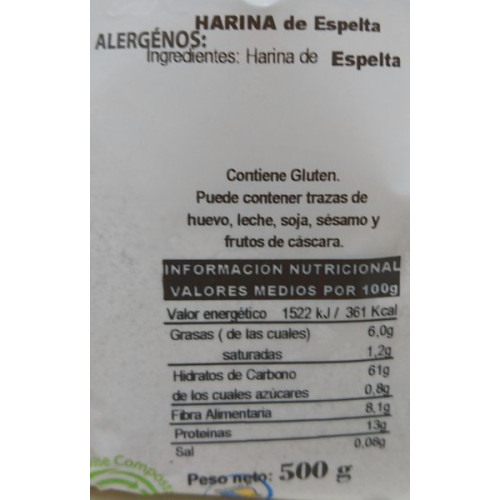 HARINA de Espelta
ALERGÉNOS:
Ingredientes: Harina de Espelta
Contiene Gluten.
Puede contener trazas de
huevo, leche, soja, sésamo y
frutos de cáscara.
INFORMACION NUTRICIONAL
VALORES MEDIOS POR 100g
Valor energético 1522 kJ / 361 Kcal
Grasas ( de las cuales) 6,0g
saturadas 1,2g
Hidratos de Carbono 61g
de los cuales azúcares 0,8g
Fibra Alimentaria 8,1g
Proteinas 13g
Sal 0,08g
Peso neto: 500 g